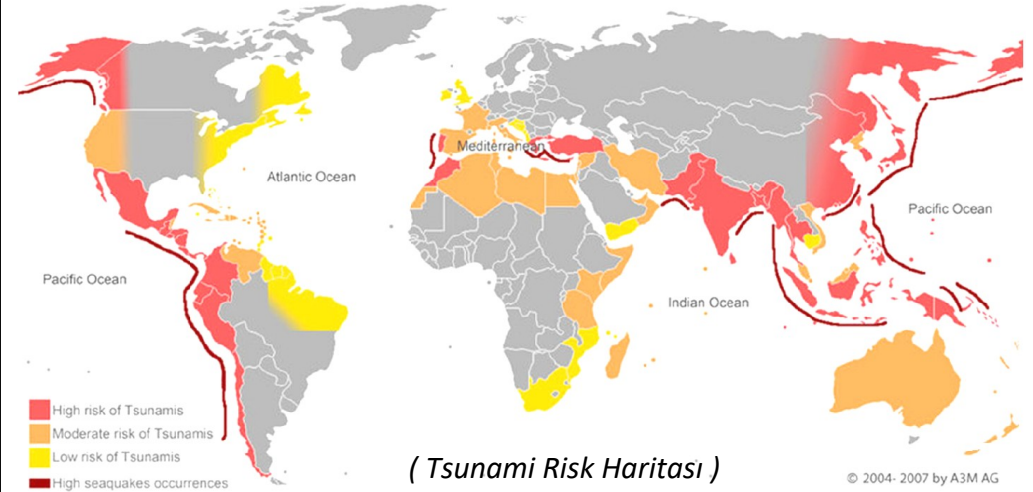 Mediterranean
Atlantic Ocean
Pacific Ocean
Pacific Ocean
Indian Ocean
High risk of Tsunamis
Moderate risk of Tsunamis
Low risk of Tsunamis
High seaquakes occurrences
( Tsunami Risk Haritası )
© 2004- 2007 by A3M AG